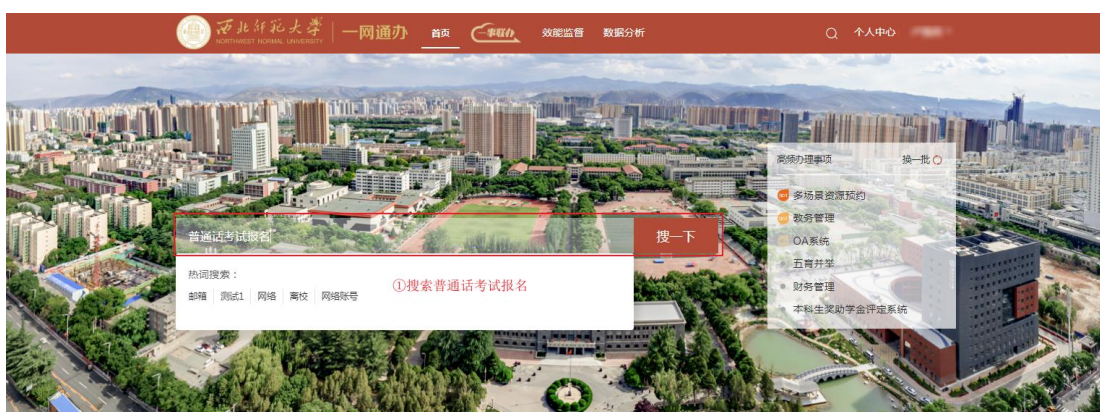 西北师范大学 一网通办 首页 一事联办 效能监督 数据分析 个人中心
NORTHWEST NORMAL UNIVERSITY
高频办理事项 换一批
多场景资源预约
教务管理
OA系统
五育并举
财务管理
本科生奖助学金评定系统
普通话考试报名 搜一下
热词搜索：
邮箱 测试1 网络 离校 网络账号
①搜索普通话考试报名